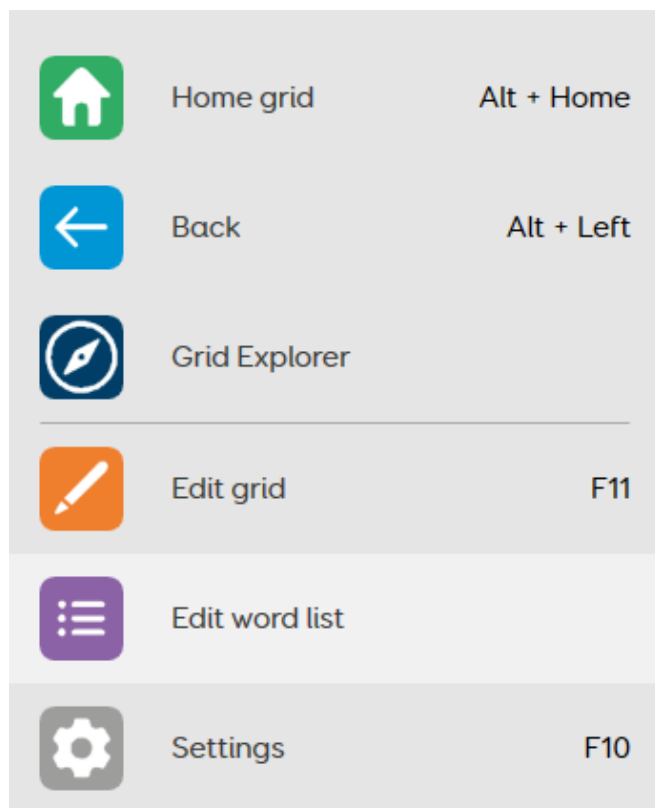 Home grid Alt + Home
Back Alt + Left
Grid Explorer
Edit grid F11
Edit word list
Settings F10